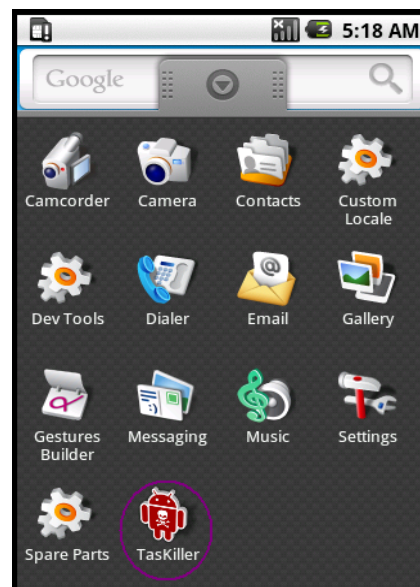 5:18 AM
Google
Camcorder
Camera
Contacts
Custom
Locale
Dev Tools
Dialer
Email
Gallery
Gestures
Builder
Messaging
Music
Settings
Spare Parts
TasKiller